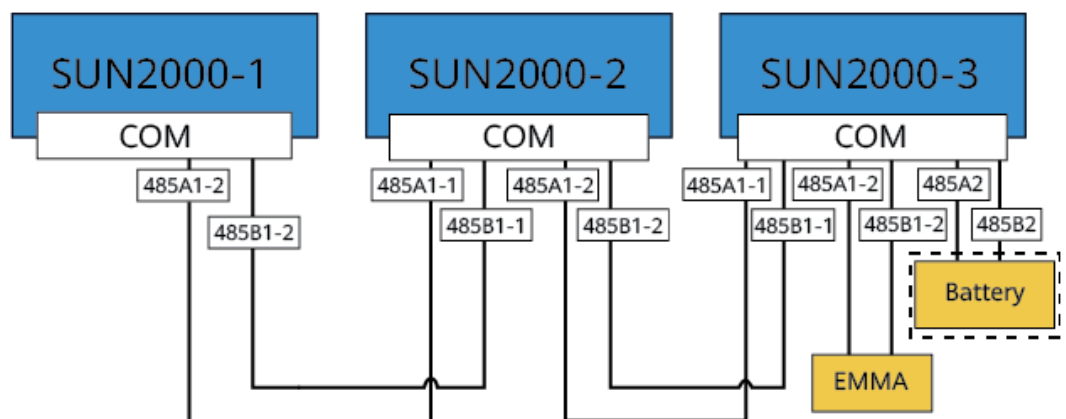 SUN2000-1
SUN2000-2
SUN2000-3
COM
COM
COM
485A1-2
485A1-1
485A1-2
485A1-1
485A1-2
485A2
485B1-2
485B1-1
485B1-2
485B1-1
485B1-2
485B2
Battery
EMMA